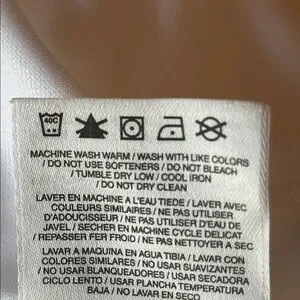 40C
MACHINE WASH WARM / WASH WITH LIKE COLORS
/ DO NOT USE SOFTENERS / DO NOT BLEACH
/ TUMBLE DRY LOW / COOL IRON
/ DO NOT DRY CLEAN
LAVER EN MACHINE A L'EAU TIEDE / LAVER AVEC
COULEURS SIMILAIRES / NE PAS UTILISER
D'ADOUCISSEUR / NE PAS UTILISER D'EAU DE
JAVEL / SECHER EN MACHINE CYCLE DELICAT
/ REPASSER FER FROID / NE PAS NETTOYER A SEC
LAVAR A MAQUINA EN AGUA TIBIA / LAVAR CON
COLORES SIMILARES / NO USAR SUAVIZANTES
/ NO USAR BLANQUEADORES / USAR SECADORA
CICLO LENTO / USAR PLANCHA TEMPERATURA
BAJA / NO LAVAR EN SECO